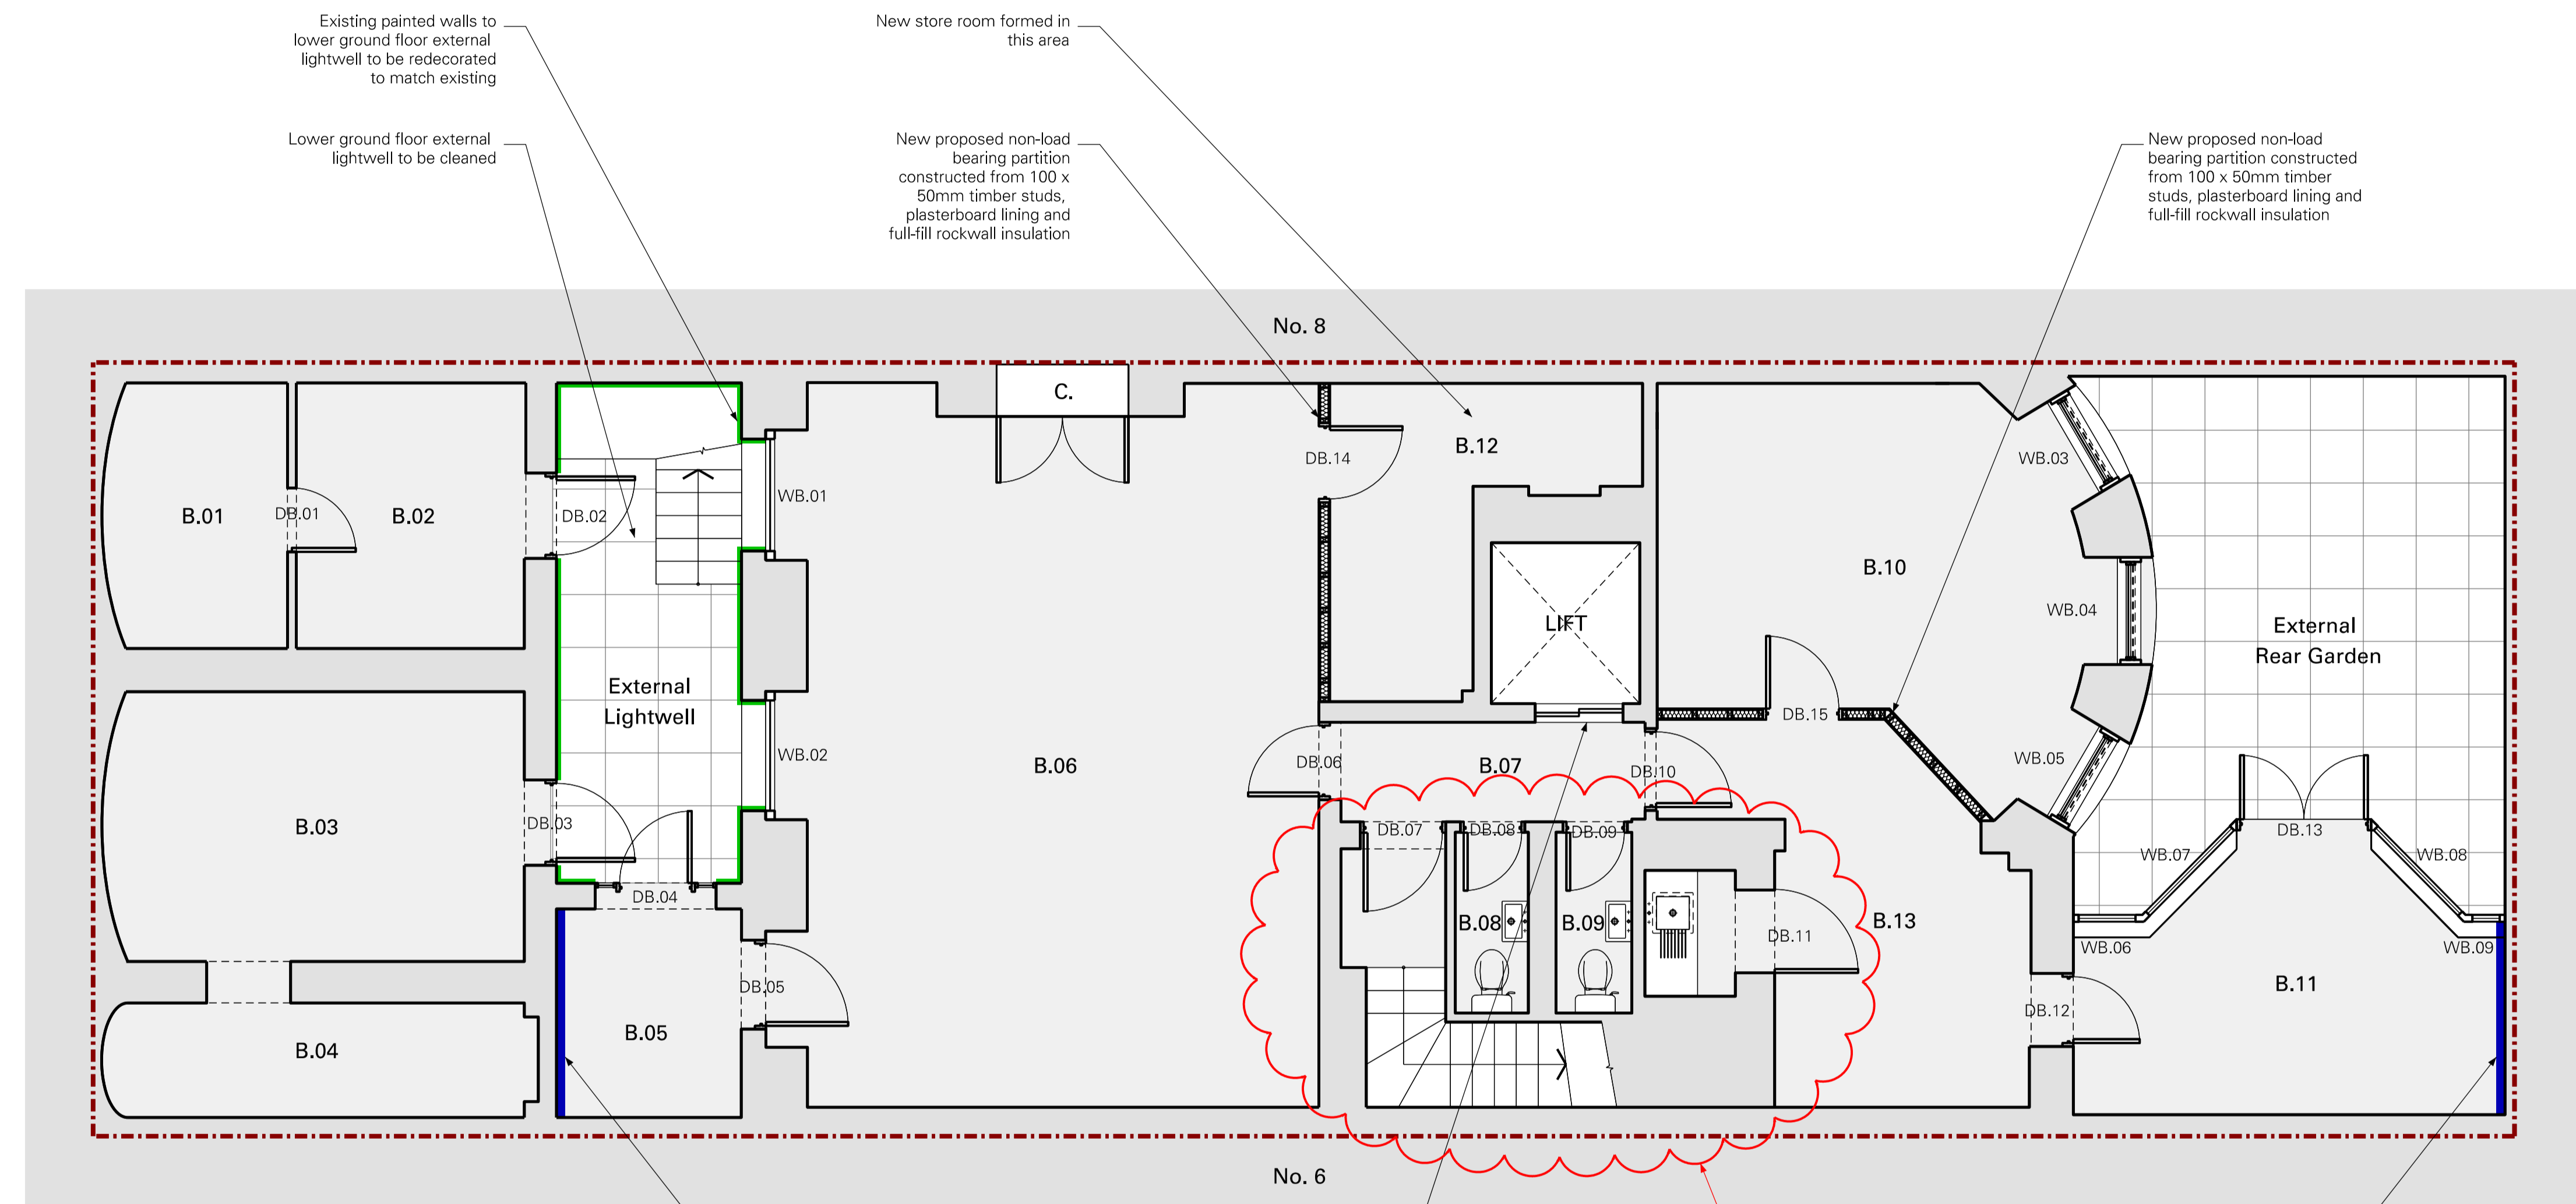 Existing painted walls to
lower ground floor external
lightwell to be redecorated
to match existing
Lower ground floor external
lightwell to be cleaned
New store room formed in
this area
New proposed non-load
bearing partition
constructed from 100 x
50mm timber studs,
plasterboard lining and
full-fill rockwall insulation
New proposed non-load
bearing partition constructed
from 100 x 50mm timber
studs, plasterboard lining and
full-fill rockwall insulation
No. 8
C.
B.01
DB.01
B.02
DB.02
WB.01
DB.14
B.12
WB.03
B.10
WB.04
LIFT
External
Rear Garden
External
Lightwell
WB.02
B.06
DB.06
B.07
DB.10
DB.15
WB.05
B.03
DB.03
DB.04
DB.07
DB.08
DB.09
B.08
B.09
DB.11
B.13
WB.07
DB.13
WB.08
WB.06
WB.09
B.11
DB.12
DB.05
B.05
B.04
No. 6